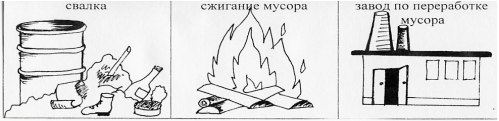 свалка
сжигание мусора
завод по переработке
мусора